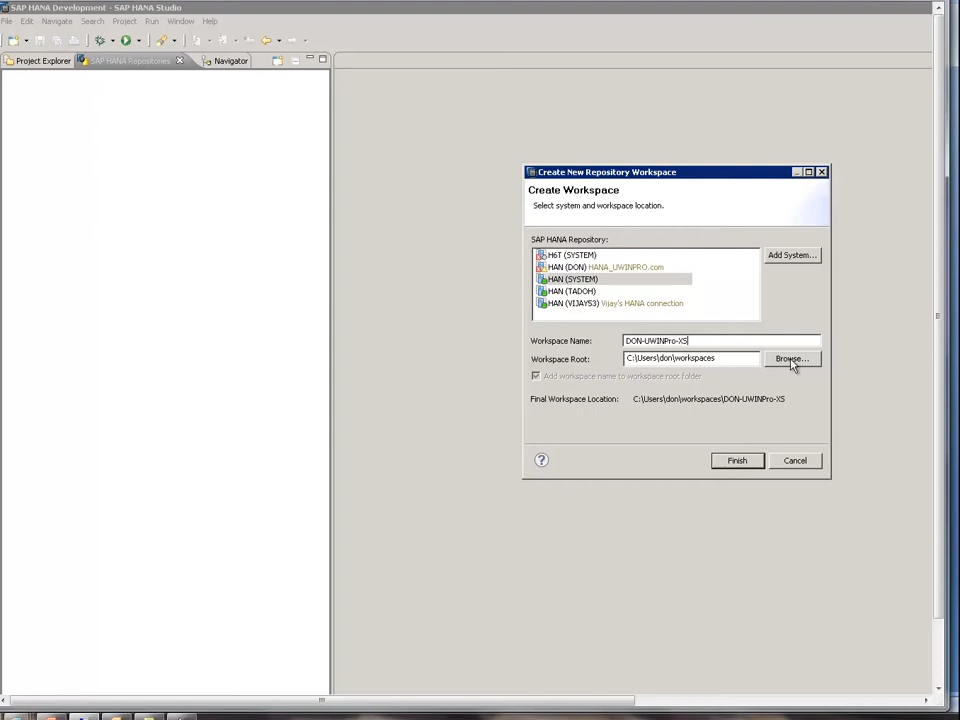 SAP HANA Development - SAP HANA Studio
File Edit Navigate Search Project Run Window Help
Project Explorer SAP HANA Repositories Navigator
Create New Repository Workspace
Create Workspace
Select system and workspace location.
SAP HANA Repository:
H6T (SYSTEM)
HAN (DON) HANA_UWINPRO.com
HAN (SYSTEM)
HAN (TADOH)
HAN (VIJAY53) Vijay's HANA connection
Add System...
Workspace Name: DON-UWINPro-XS
Workspace Root: C:\Users\don\workspaces Browse...
Add workspace name to workspace root folder
Final Workspace Location: C:\Users\don\workspaces\DON-UWINPro-XS
? Finish Cancel